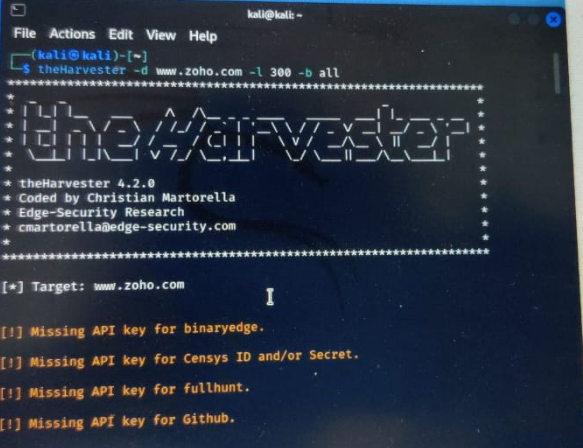 kali@kali: ~
File Actions Edit View Help
(kali㉿kali)-[~]
$ theHarvester -d www.zoho.com -l 300 -b all
*******************************************************************
theHarvester
* theHarvester 4.2.0
* Coded by Christian Martorella
* Edge-Security Research
* cmartorella@edge-security.com
*
*******************************************************************
[*] Target: www.zoho.com
[!] Missing API key for binaryedge.
[!] Missing API key for Censys ID and/or Secret.
[!] Missing API key for fullhunt.
[!] Missing API key for Github.